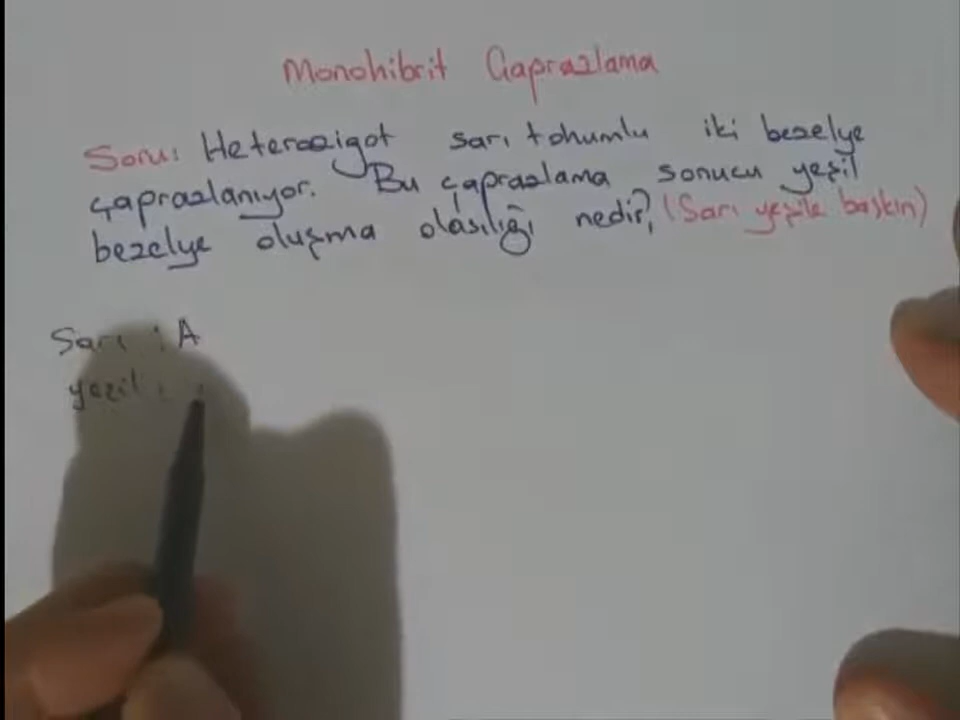 Monohibrit Çaprazlama
Soru: Heterozigot sarı tohumlu iki bezelye
çaprazlanıyor. Bu çaprazlama sonucu yeşil
bezelye oluşma olasılığı nedir? (Sarı yeşile baskın)
Sarı : A
yeşil :